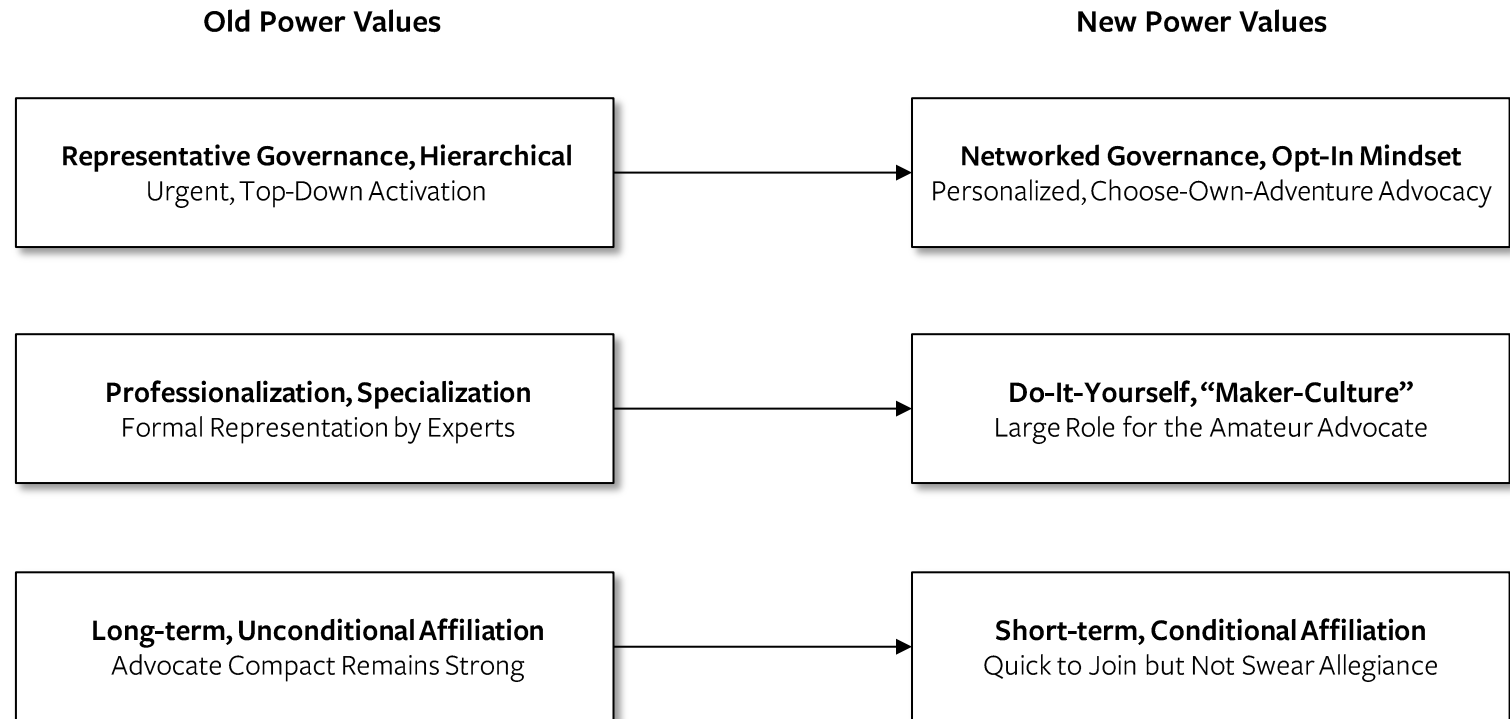 Old Power Values
New Power Values
Representative Governance, Hierarchical
Urgent, Top-Down Activation
Networked Governance, Opt-In Mindset
Personalized, Choose-Own-Adventure Advocacy
Professionalization, Specialization
Formal Representation by Experts
Do-It-Yourself, “Maker-Culture”
Large Role for the Amateur Advocate
Long-term, Unconditional Affiliation
Advocate Compact Remains Strong
Short-term, Conditional Affiliation
Quick to Join but Not Swear Allegiance